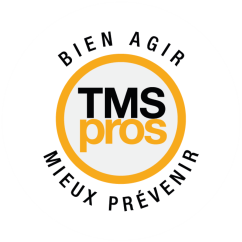 BIEN AGIR
TMS
pros
MIEUX PRÉVENIR